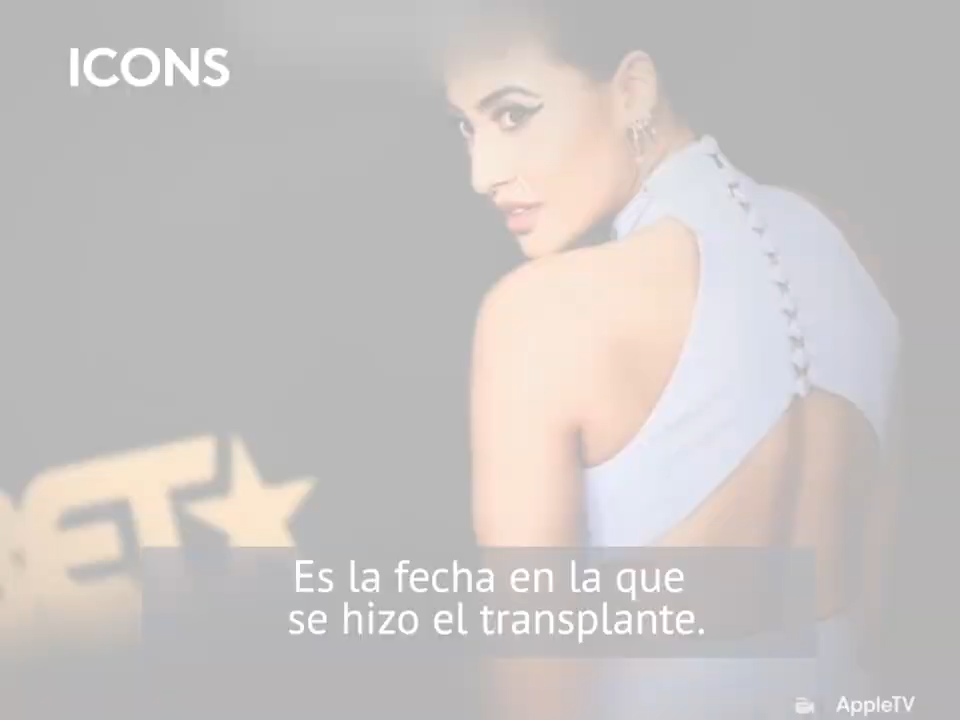 ICONS
BET
Es la fecha en la que
se hizo el transplante.
AppleTV